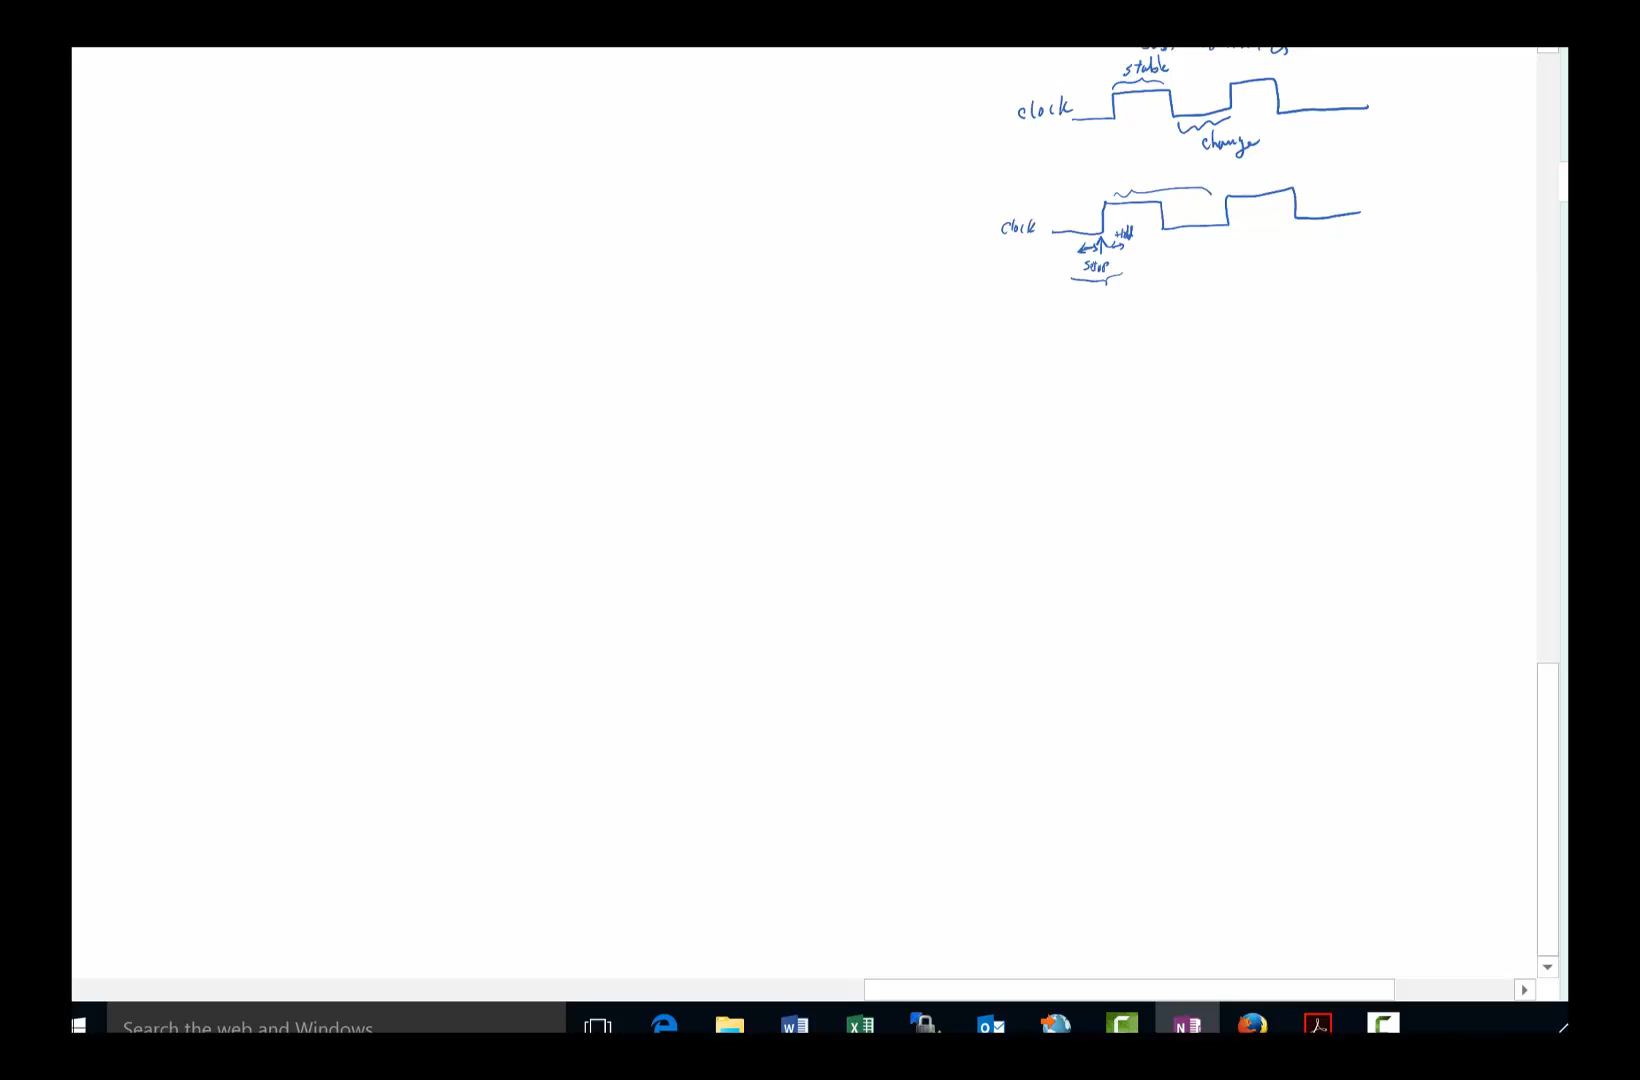 stable
clock
change
clock
Hold
setup
Search the web and Windows